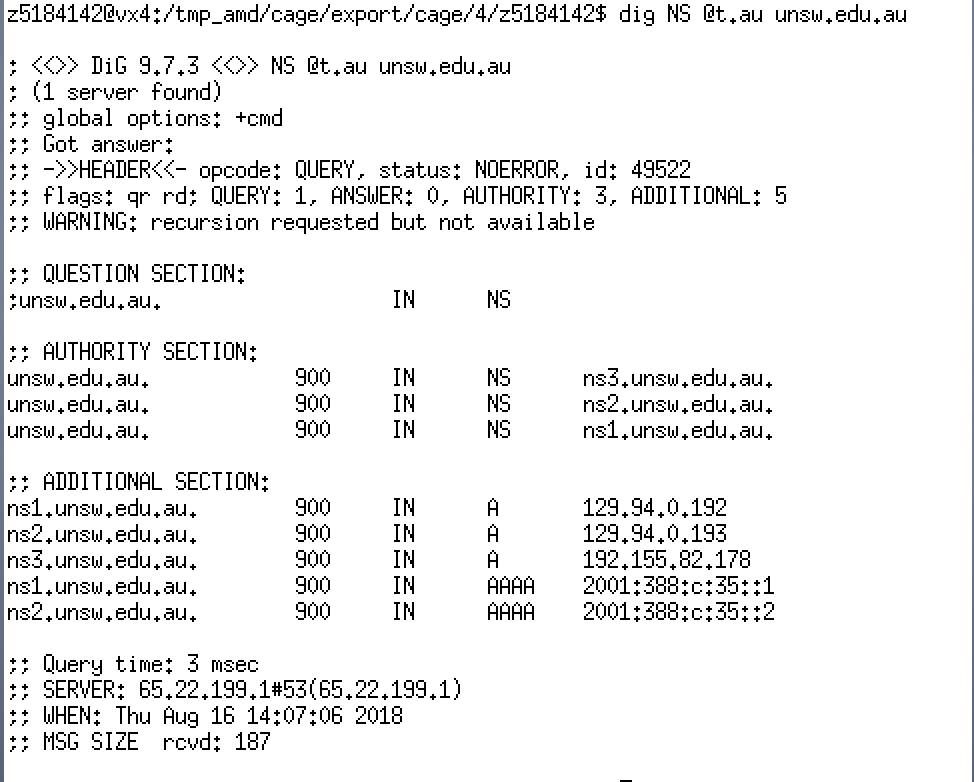 z5184142@vx4:/tmp_amd/cage/export/cage/4/z5184142$ dig NS @t.au unsw.edu.au
; <<>> DiG 9.7.3 <<>> NS @t.au unsw.edu.au
; (1 server found)
;; global options: +cmd
;; Got answer:
;; ->>HEADER<<- opcode: QUERY, status: NOERROR, id: 49522
;; flags: qr rd; QUERY: 1, ANSWER: 0, AUTHORITY: 3, ADDITIONAL: 5
;; WARNING: recursion requested but not available
;; QUESTION SECTION:
;unsw.edu.au. IN NS
;; AUTHORITY SECTION:
unsw.edu.au. 900 IN NS ns3.unsw.edu.au.
unsw.edu.au. 900 IN NS ns2.unsw.edu.au.
unsw.edu.au. 900 IN NS ns1.unsw.edu.au.
;; ADDITIONAL SECTION:
ns1.unsw.edu.au. 900 IN A 129.94.0.192
ns2.unsw.edu.au. 900 IN A 129.94.0.193
ns3.unsw.edu.au. 900 IN A 192.155.82.178
ns1.unsw.edu.au. 900 IN AAAA 2001:388:c:35::1
ns2.unsw.edu.au. 900 IN AAAA 2001:388:c:35::2
;; Query time: 3 msec
;; SERVER: 65.22.199.1#53(65.22.199.1)
;; WHEN: Thu Aug 16 14:07:06 2018
;; MSG SIZE rcvd: 187